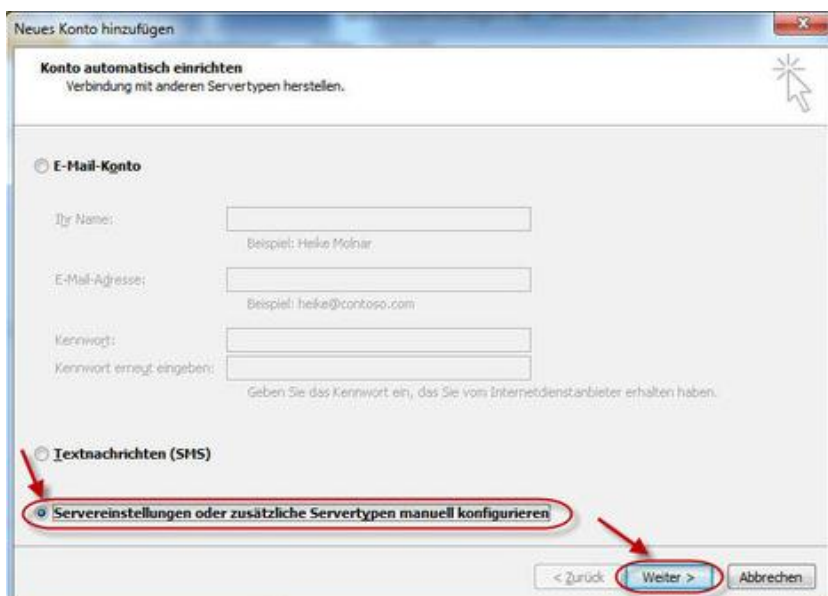 Neues Konto hinzufügen
Konto automatisch einrichten
Verbindung mit anderen Servertypen herstellen.
E-Mail-Konto
Ihr Name:
Beispiel: Heike Molnar
E-Mail-Adresse:
Beispiel: heike@contoso.com
Kennwort:
Kennwort erneut eingeben:
Geben Sie das Kennwort ein, das Sie vom Internetdienstanbieter erhalten haben.
Textnachrichten (SMS)
Servereinstellungen oder zusätzliche Servertypen manuell konfigurieren
< Zurück Weiter > Abbrechen